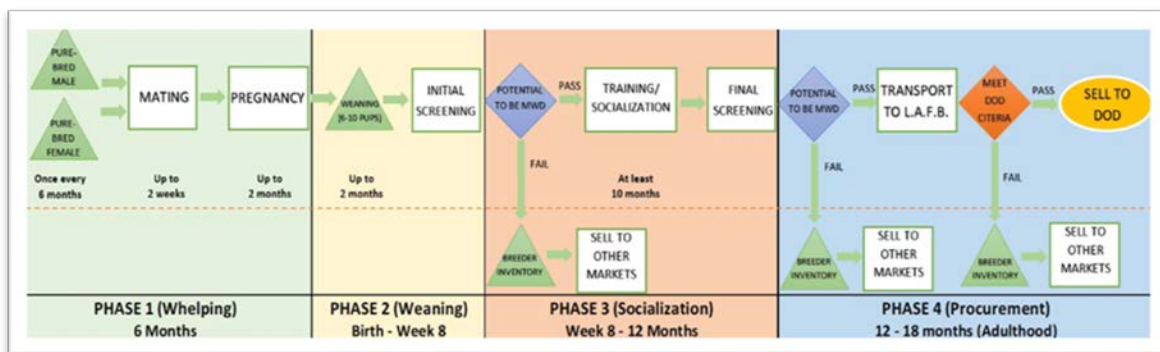 PURE-
BRED
MALE
PURE-
BRED
FEMALE
Once every
6 months
MATING
Up to
2 weeks
PREGNANCY
Up to
2 months
WEANING
(6-10 PUPS)
Up to
2 months
INITIAL
SCREENING
POTENTIAL
TO BE MWD
PASS
FAIL
TRAINING/
SOCIALIZATION
At least
10 months
FINAL
SCREENING
BREEDER
INVENTORY
SELL TO
OTHER
MARKETS
POTENTIAL
TO BE MWD
PASS
FAIL
TRANSPORT
TO L.A.F.B.
MEET
DOD
CITERIA
PASS
FAIL
SELL TO
DOD
BREEDER
INVENTORY
SELL TO
OTHER
MARKETS
BREEDER
INVENTORY
SELL TO
OTHER
MARKETS
PHASE 1 (Whelping)
6 Months
PHASE 2 (Weaning)
Birth - Week 8
PHASE 3 (Socialization)
Week 8 - 12 Months
PHASE 4 (Procurement)
12 - 18 months (Adulthood)